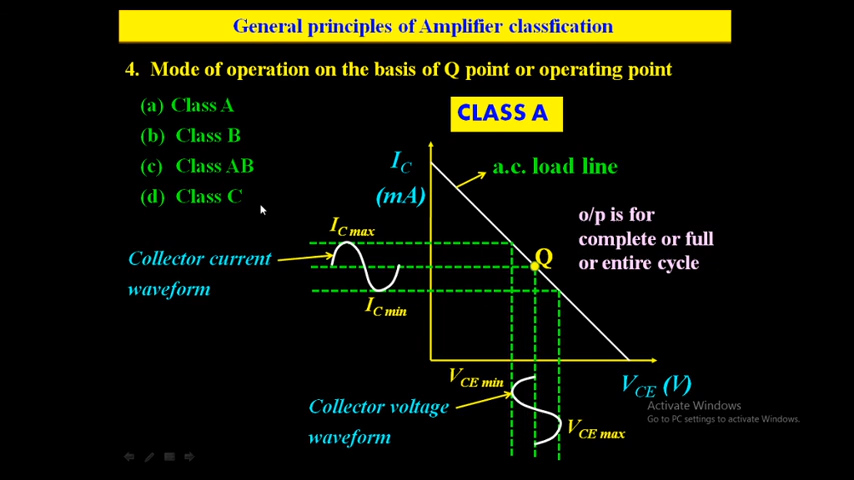 General principles of Amplifier classfication
4. Mode of operation on the basis of Q point or operating point
(a) Class A
(b) Class B
(c) Class AB
(d) Class C
CLASS A
I_C
(mA)
a.c. load line
o/p is for
complete or full
or entire cycle
I_C max
Q
Collector current
waveform
I_C min
V_CE min
V_CE (V)
Collector voltage
waveform
V_CE max
Activate Windows
Go to PC settings to activate Windows.